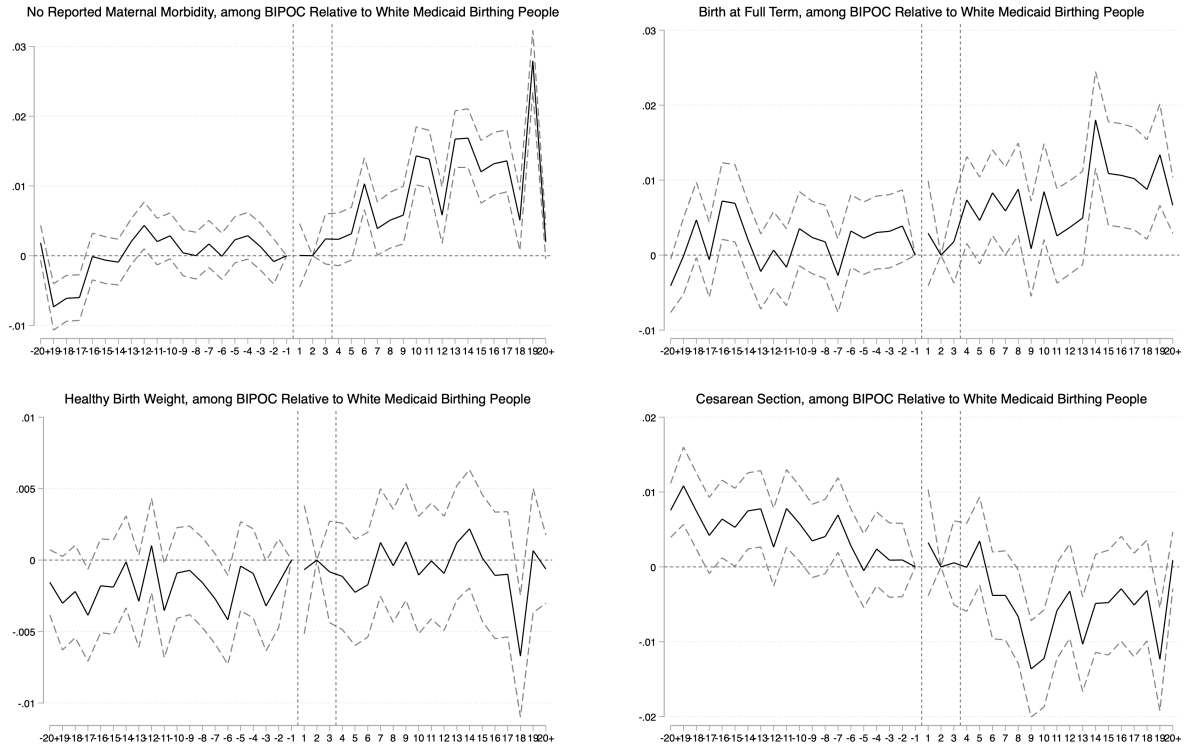 No Reported Maternal Morbidity, among BIPOC Relative to White Medicaid Birthing People
.03
.02
.01
0
-.01
-20+-19-18-17-16-15-14-13-12-11-10 -9 -8 -7 -6 -5 -4 -3 -2 -1 1 2 3 4 5 6 7 8 9 10 11 12 13 14 15 16 17 18 19 20+
Birth at Full Term, among BIPOC Relative to White Medicaid Birthing People
.03
.02
.01
0
-.01
-20+-19-18-17-16-15-14-13-12-11-10 -9 -8 -7 -6 -5 -4 -3 -2 -1 1 2 3 4 5 6 7 8 9 10 11 12 13 14 15 16 17 18 19 20+
Healthy Birth Weight, among BIPOC Relative to White Medicaid Birthing People
.01
.005
0
-.005
-.01
-20+-19-18-17-16-15-14-13-12-11-10 -9 -8 -7 -6 -5 -4 -3 -2 -1 1 2 3 4 5 6 7 8 9 10 11 12 13 14 15 16 17 18 19 20+
Cesarean Section, among BIPOC Relative to White Medicaid Birthing People
.02
.01
0
-.01
-.02
-20+-19-18-17-16-15-14-13-12-11-10 -9 -8 -7 -6 -5 -4 -3 -2 -1 1 2 3 4 5 6 7 8 9 10 11 12 13 14 15 16 17 18 19 20+